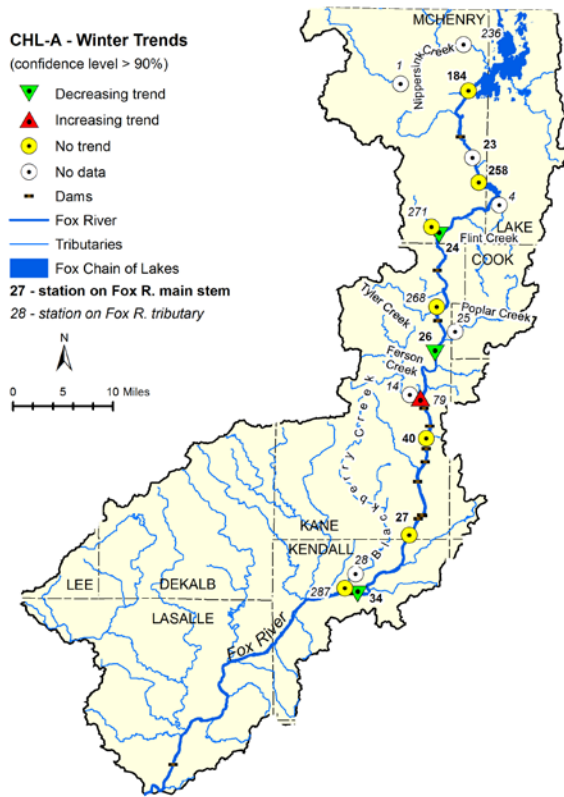 CHL-A - Winter Trends
(confidence level > 90%)
Decreasing trend
Increasing trend
No trend
No data
Dams
Fox River
Tributaries
Fox Chain of Lakes
27 - station on Fox R. main stem
28 - station on Fox R. tributary
N
0 5 10 Miles
MCHENRY
236
1
Nippersink Creek
184
23
258
4
271
LAKE
24
Flint Creek
COOK
Tyler Creek
268
Poplar Creek
25
26
Ferson Creek
14
79
40
Blackberry Creek
27
KANE
KENDALL
28
287
34
LEE
DEKALB
LASALLE
Fox River